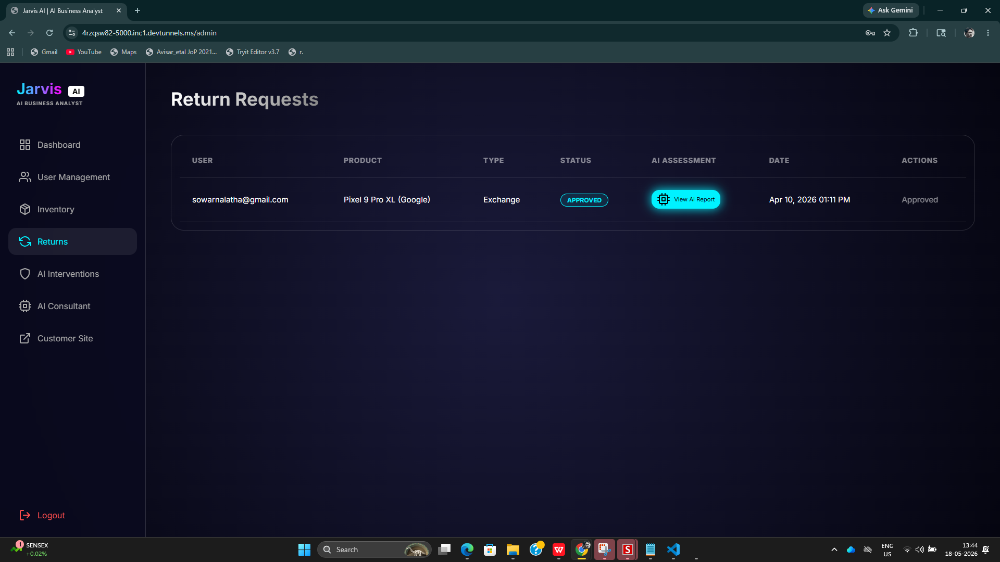 Jarvis AI | AI Business Analyst
Ask Gemini
4rzqsw82-5000.inc1.devtunnels.ms/admin
Gmail
YouTube
Maps
Avisar_etal JoP 2021...
Tryit Editor v3.7
r.
Jarvis AI
AI BUSINESS ANALYST
Dashboard
User Management
Inventory
Returns
AI Interventions
AI Consultant
Customer Site
Logout
Return Requests
USER PRODUCT TYPE STATUS AI ASSESSMENT DATE ACTIONS
sowarnalatha@gmail.com Pixel 9 Pro XL (Google) Exchange APPROVED View AI Report Apr 10, 2026 01:11 PM Approved
1
SENSEX
+0.02%
Search
ENG
US
13:44
18-05-2026